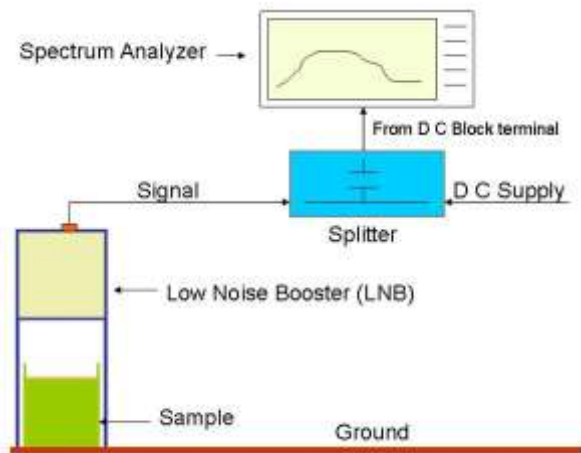 Spectrum Analyzer
From D C Block terminal
Signal
D C Supply
Splitter
Low Noise Booster (LNB)
Sample
Ground